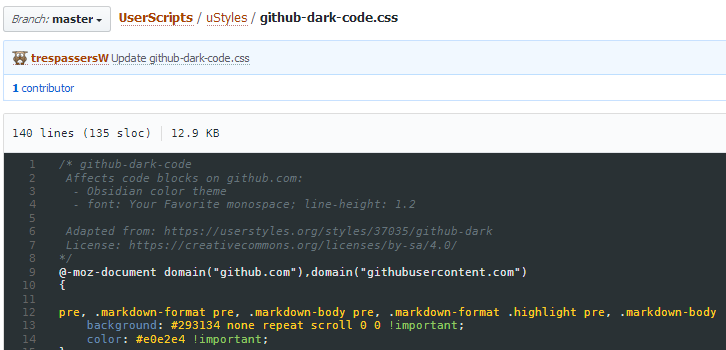 Branch: master UserScripts / uStyles / github-dark-code.css
trespassersW Update github-dark-code.css
1 contributor
140 lines (135 sloc) 12.9 KB
1 /* github-dark-code
2 Affects code blocks on github.com:
3 - Obsidian color theme
4 - font: Your Favorite monospace; line-height: 1.2
5
6 Adapted from: https://userstyles.org/styles/37035/github-dark
7 License: https://creativecommons.org/licenses/by-sa/4.0/
8 */
9 @-moz-document domain("github.com"),domain("githubusercontent.com")
10 {
11
12 pre, .markdown-format pre, .markdown-body pre, .markdown-format .highlight pre, .markdown-body
13 background: #293134 none repeat scroll 0 0 !important;
14 color: #e0e2e4 !important;